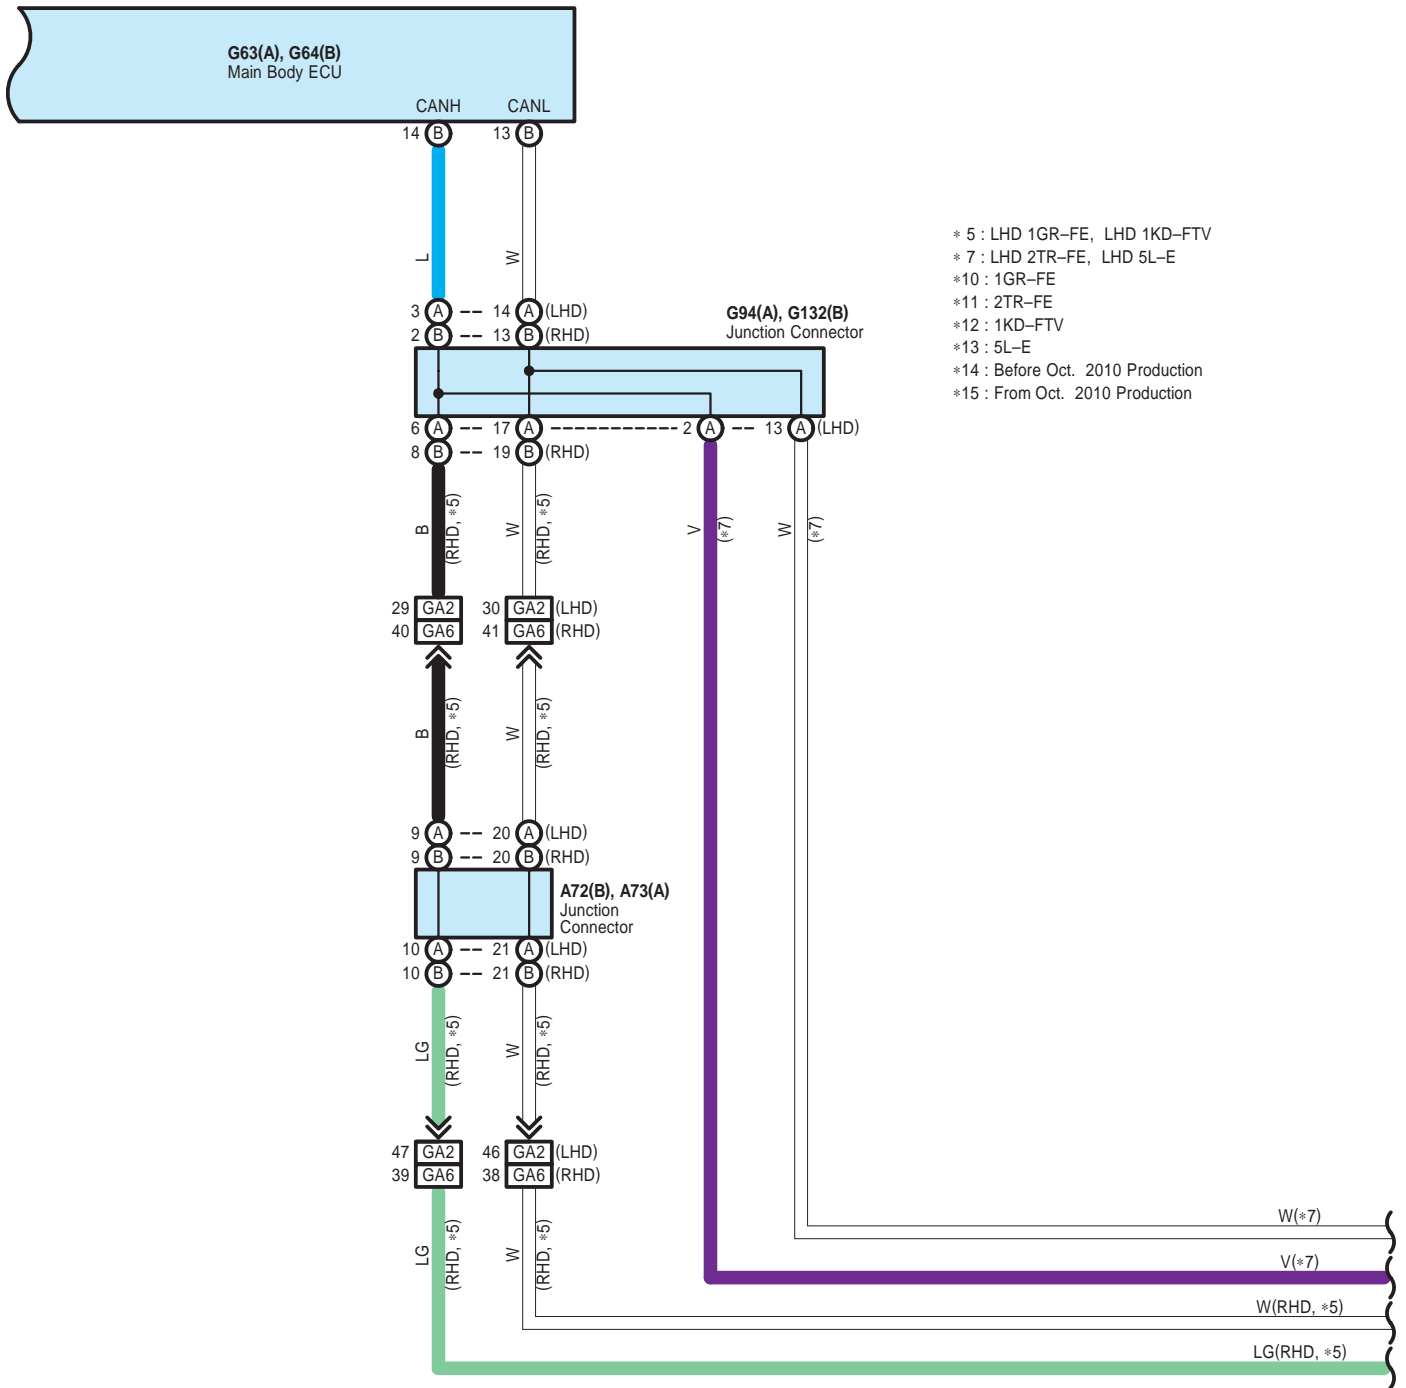 G63(A), G64(B)
Main Body ECU
CANH CANL
14 B 13 B
L W
* 5 : LHD 1GR–FE, LHD 1KD–FTV
* 7 : LHD 2TR–FE, LHD 5L–E
*10 : 1GR–FE
*11 : 2TR–FE
*12 : 1KD–FTV
*13 : 5L–E
*14 : Before Oct. 2010 Production
*15 : From Oct. 2010 Production
3 A 14 A (LHD)
2 B 13 B (RHD)
G94(A), G132(B)
Junction Connector
6 A 17 A 2 A 13 A (LHD)
8 B 19 B (RHD)
B (RHD, *5) W (RHD, *5) V (*7) W (*7)
29 GA2 30 GA2 (LHD)
40 GA6 41 GA6 (RHD)
B (RHD, *5) W (RHD, *5)
9 A 20 A (LHD)
9 B 20 B (RHD)
A72(B), A73(A)
Junction
Connector
10 A 21 A (LHD)
10 B 21 B (RHD)
LG (RHD, *5) W (RHD, *5)
47 GA2 46 GA2 (LHD)
39 GA6 38 GA6 (RHD)
LG (RHD, *5) W (RHD, *5)
W(*7)
V(*7)
W(RHD, *5)
LG(RHD, *5)